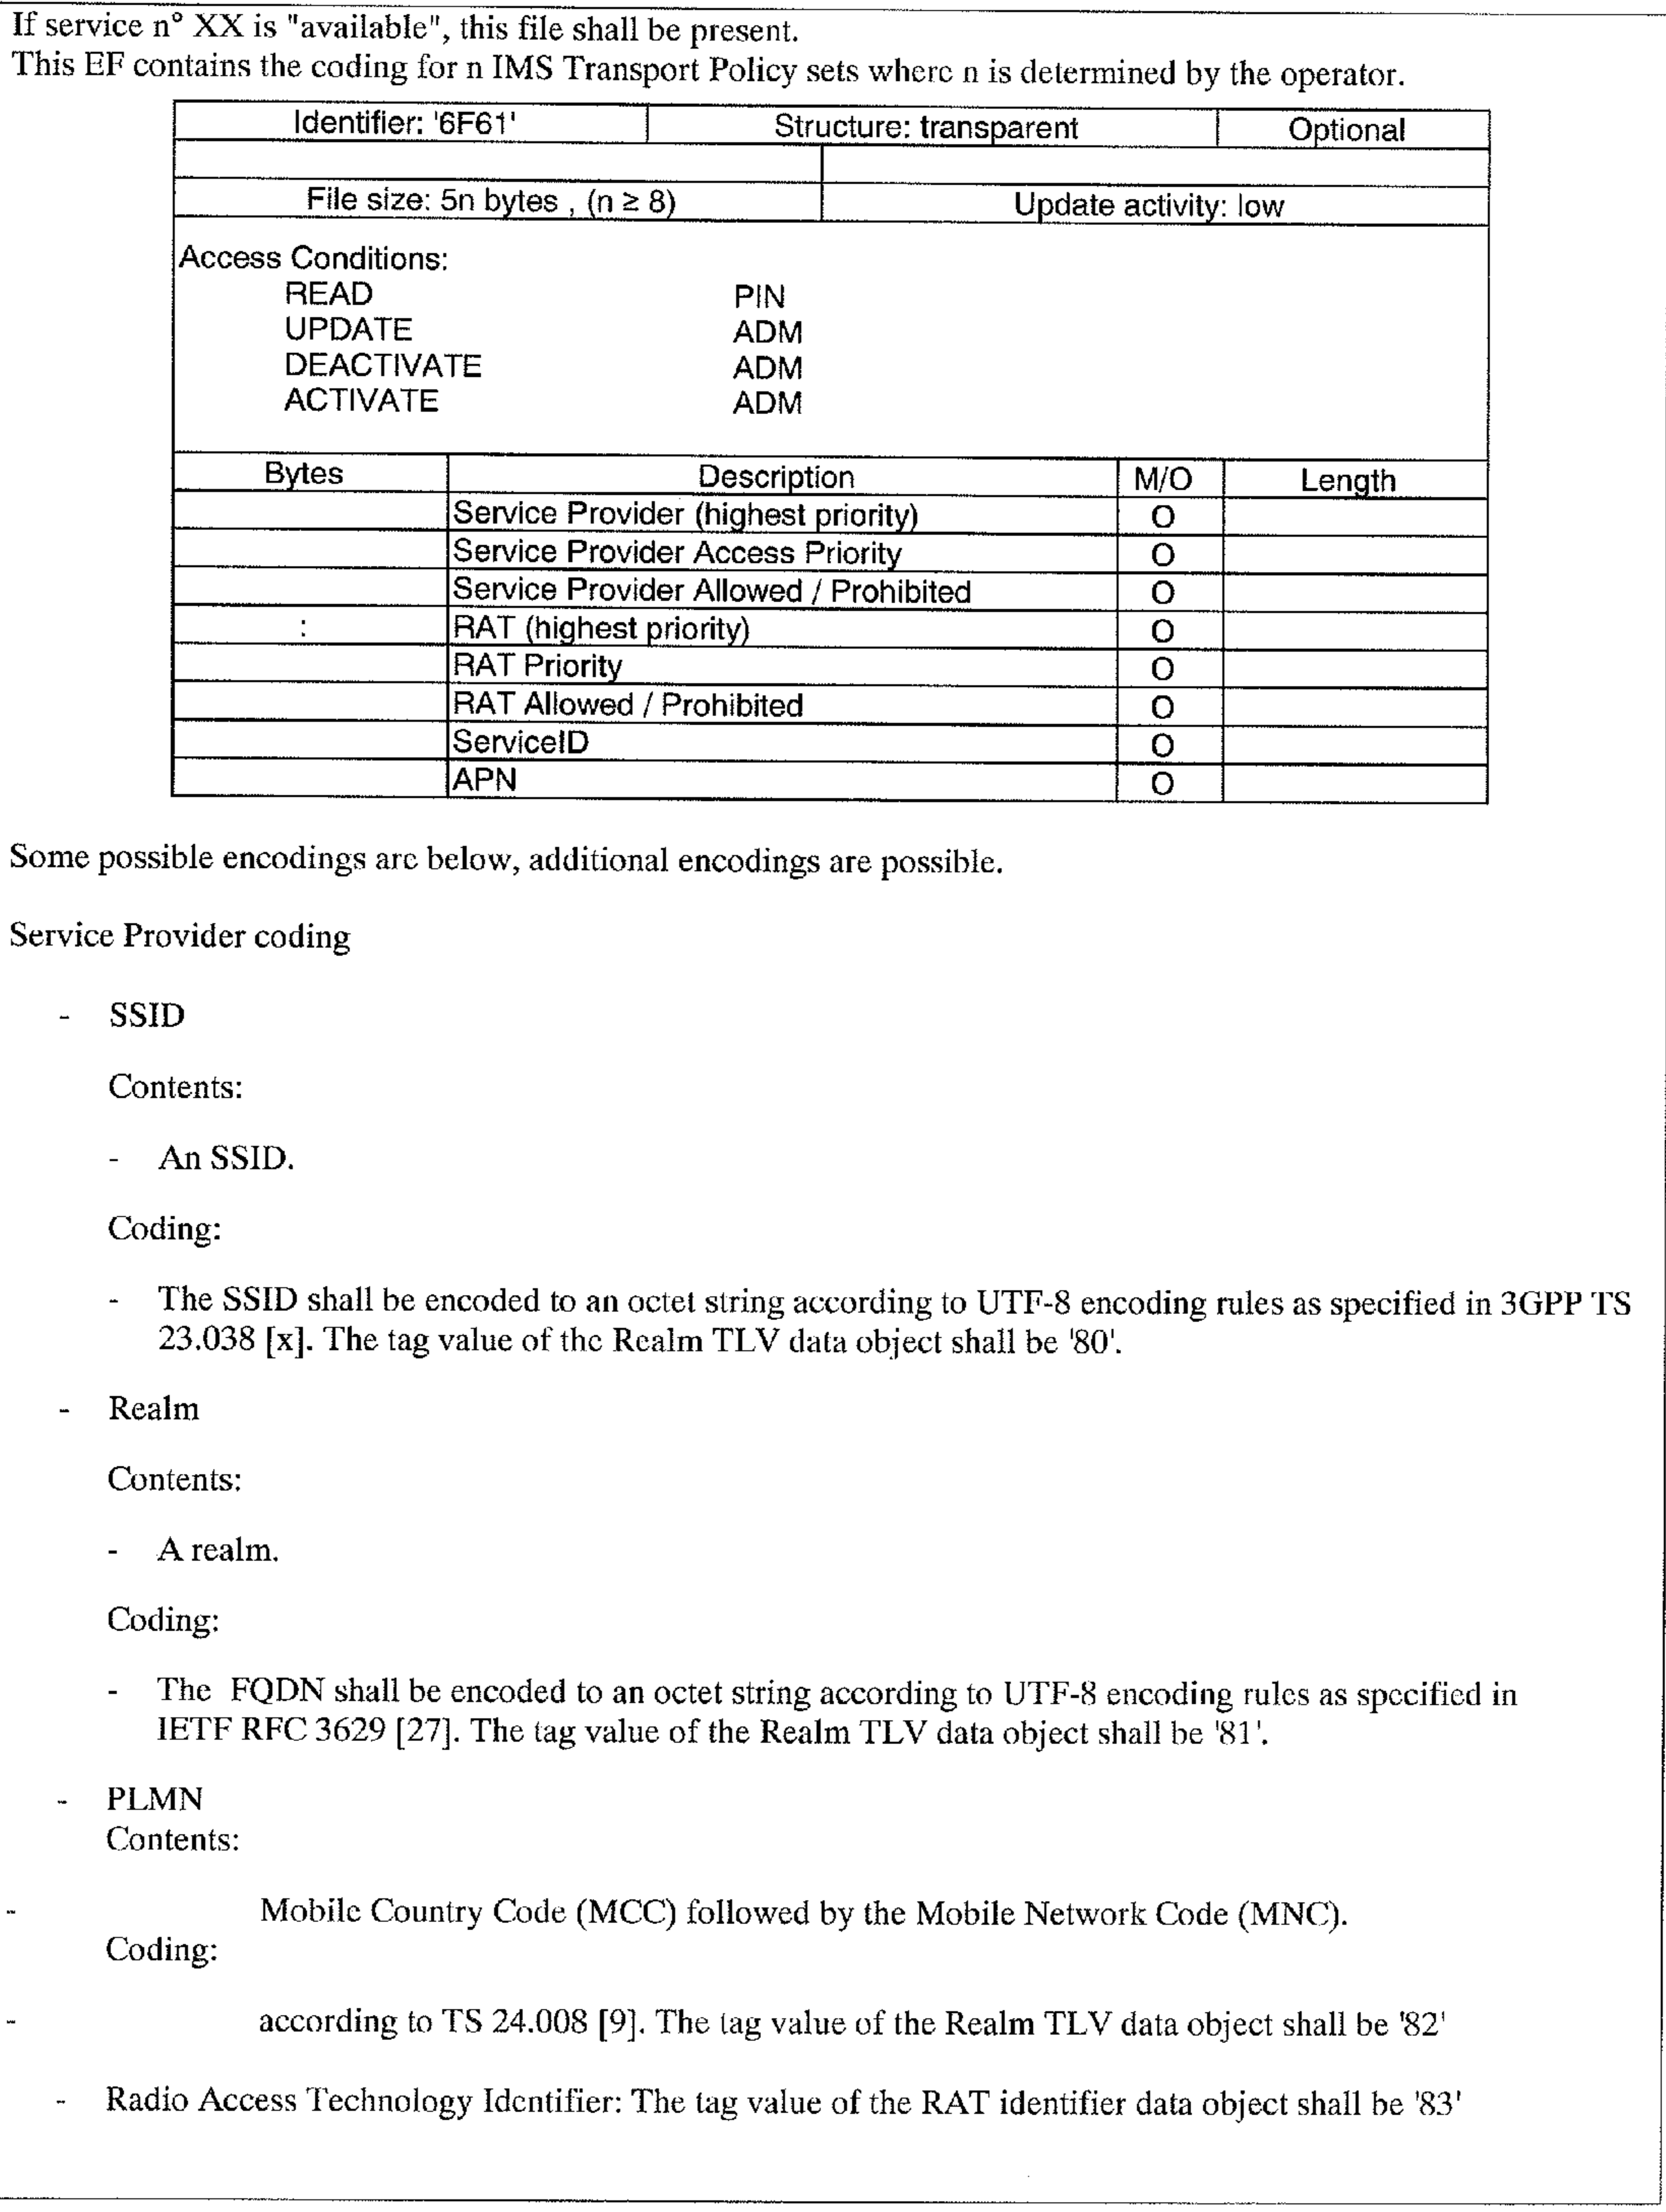 If service n° XX is "available", this file shall be present.
This EF contains the coding for n IMS Transport Policy sets where n is determined by the operator.
Identifier: '6F61' Structure: transparent Optional
File size: 5n bytes , (n ≥ 8) Update activity: low
Access Conditions:
READ PIN
UPDATE ADM
DEACTIVATE ADM
ACTIVATE ADM
Bytes Description M/O Length
Service Provider (highest priority) O
Service Provider Access Priority O
Service Provider Allowed / Prohibited O
: RAT (highest priority) O
RAT Priority O
RAT Allowed / Prohibited O
ServiceID O
APN O
Some possible encodings are below, additional encodings are possible.
Service Provider coding
- SSID
Contents:
- An SSID.
Coding:
- The SSID shall be encoded to an octet string according to UTF-8 encoding rules as specified in 3GPP TS
23.038 [x]. The tag value of the Realm TLV data object shall be '80'.
- Realm
Contents:
- A realm.
Coding:
- The FQDN shall be encoded to an octet string according to UTF-8 encoding rules as specified in
IETF RFC 3629 [27]. The tag value of the Realm TLV data object shall be '81'.
- PLMN
Contents:
- Mobile Country Code (MCC) followed by the Mobile Network Code (MNC).
Coding:
- according to TS 24.008 [9]. The tag value of the Realm TLV data object shall be '82'
- Radio Access Technology Identifier: The tag value of the RAT identifier data object shall be '83'